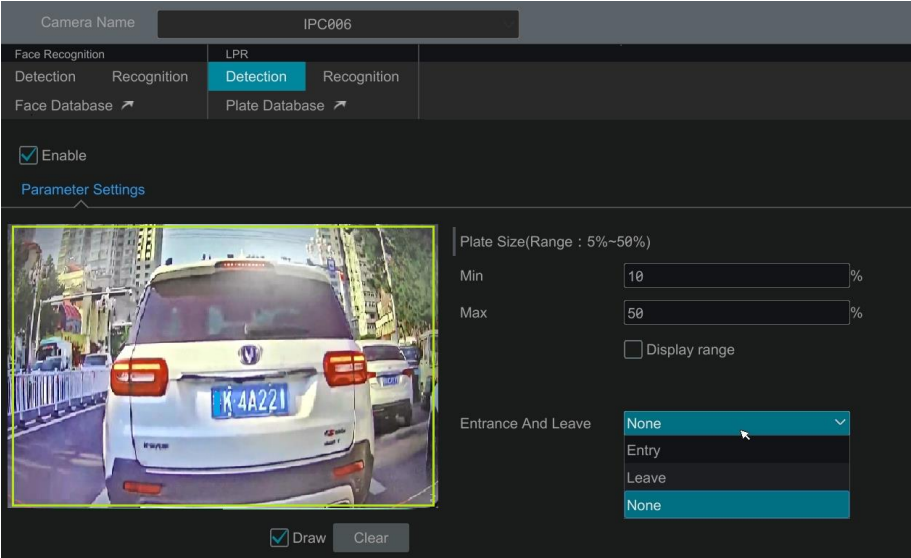 Camera Name IPC006
Face Recognition LPR
Detection Recognition Detection Recognition
Face Database Plate Database
Enable
Parameter Settings
Plate Size(Range : 5%~50%)
Min 10 %
Max 50 %
Display range
Entrance And Leave None
Entry
Leave
None
K 4A221
Draw Clear